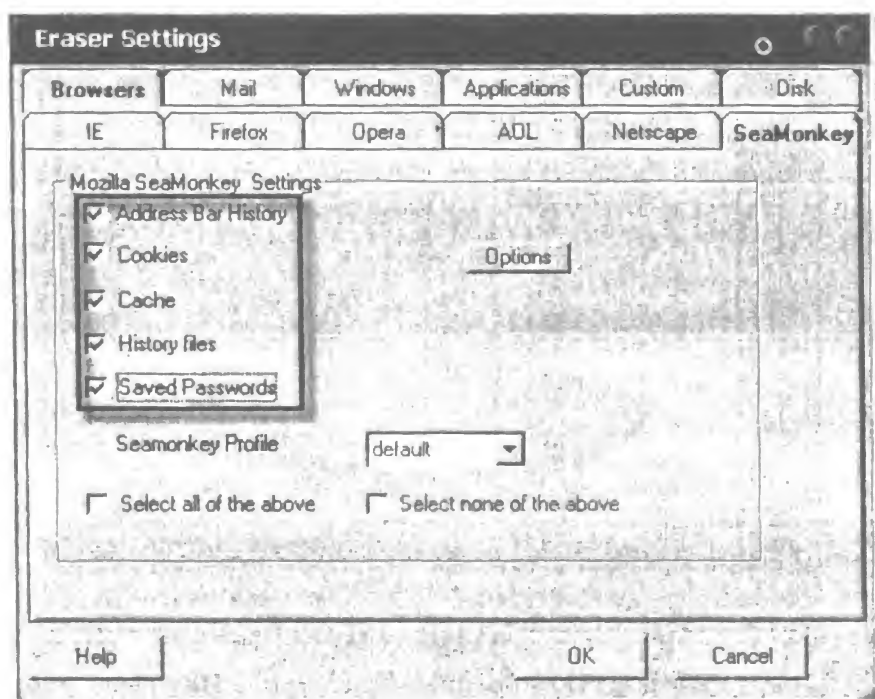 Eraser Settings
Browsers Mail Windows Applications Custom Disk
IE Firefox Opera AOL Netscape SeaMonkey
Mozilla SeaMonkey Settings
Address Bar History
Cookies
Options
Cache
History files
Saved Passwords
Seamonkey Profile default
Select all of the above Select none of the above
Help OK Cancel